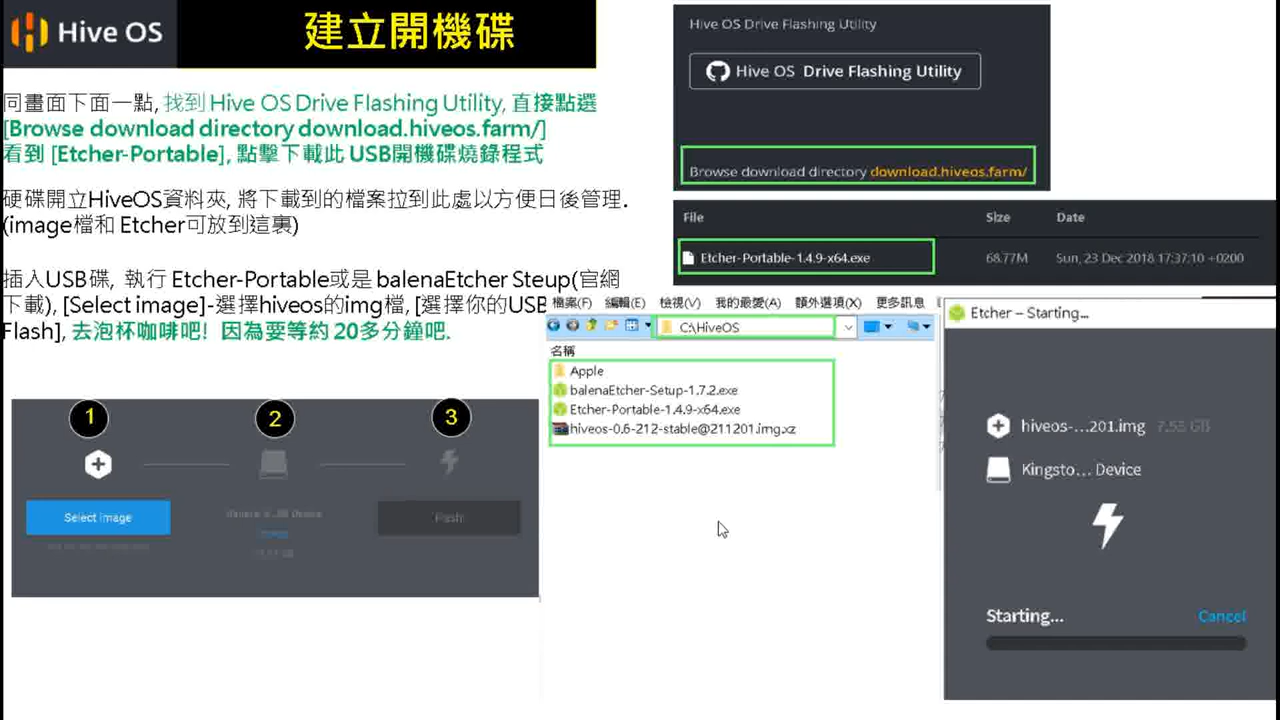 Hive OS
建立開機碟
同畫面下面一點, 找到 Hive OS Drive Flashing Utility, 直接點選
[Browse download directory download.hiveos.farm/]
看到 [Etcher-Portable], 點擊下載此 USB開機碟燒錄程式
硬碟開立HiveOS資料夾, 將下載到的檔案拉到此處以方便日後管理.
(image檔和 Etcher可放到這裏)
插入USB碟, 執行 Etcher-Portable或是 balenaEtcher Steup(官網
下載), [Select image]-選擇hiveos的img檔, [選擇你的USB
Flash], 去泡杯咖啡吧! 因為要等約 20多分鐘吧.
1
2
3
Select image
Flash!
Hive OS Drive Flashing Utility
Hive OS Drive Flashing Utility
Browse download directory download.hiveos.farm/
File Size Date
Etcher-Portable-1.4.9-x64.exe 68.77M Sun, 23 Dec 2018 17:37:10 +0200
檔案(F) 編輯(E) 檢視(V) 我的最愛(A) 額外選項(X) 更多訊息
C:\HiveOS
名稱
Apple
balenaEtcher-Setup-1.7.2.exe
Etcher-Portable-1.4.9-x64.exe
hiveos-0.6-212-stable@211201.img.xz
Etcher – Starting...
hiveos-...201.img 7.55 GB
Kingsto... Device
Starting... Cancel